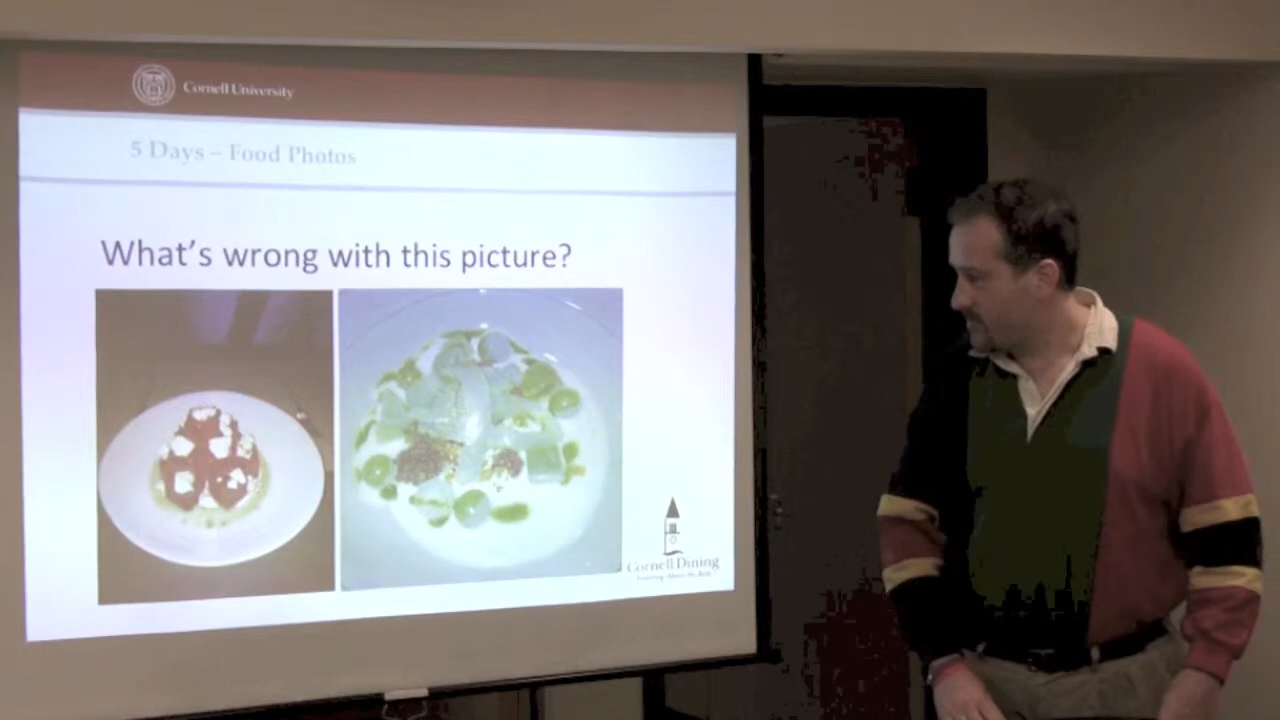 Cornell University
5 Days – Food Photos
What's wrong with this picture?
Cornell Dining